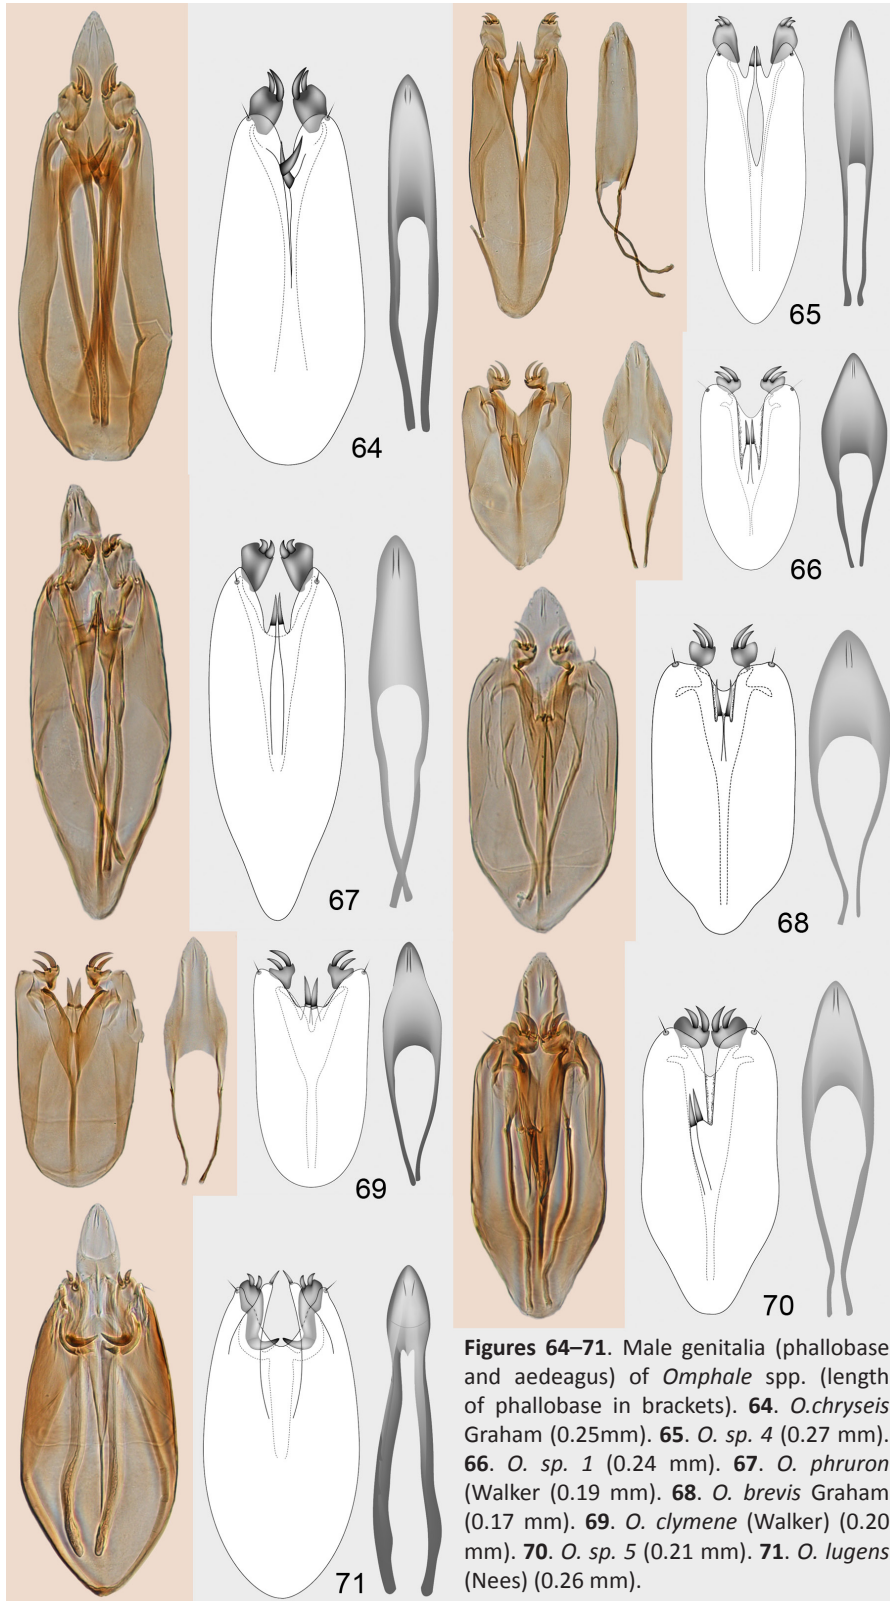 64
65
66
67
68
69
70
71
Figures 64–71. Male genitalia (phallobase
and aedeagus) of Omphale spp. (length
of phallobase in brackets). 64. O.chryseis
Graham (0.25mm). 65. O. sp. 4 (0.27 mm).
66. O. sp. 1 (0.24 mm). 67. O. phruron
(Walker (0.19 mm). 68. O. brevis Graham
(0.17 mm). 69. O. clymene (Walker) (0.20
mm). 70. O. sp. 5 (0.21 mm). 71. O. lugens
(Nees) (0.26 mm).